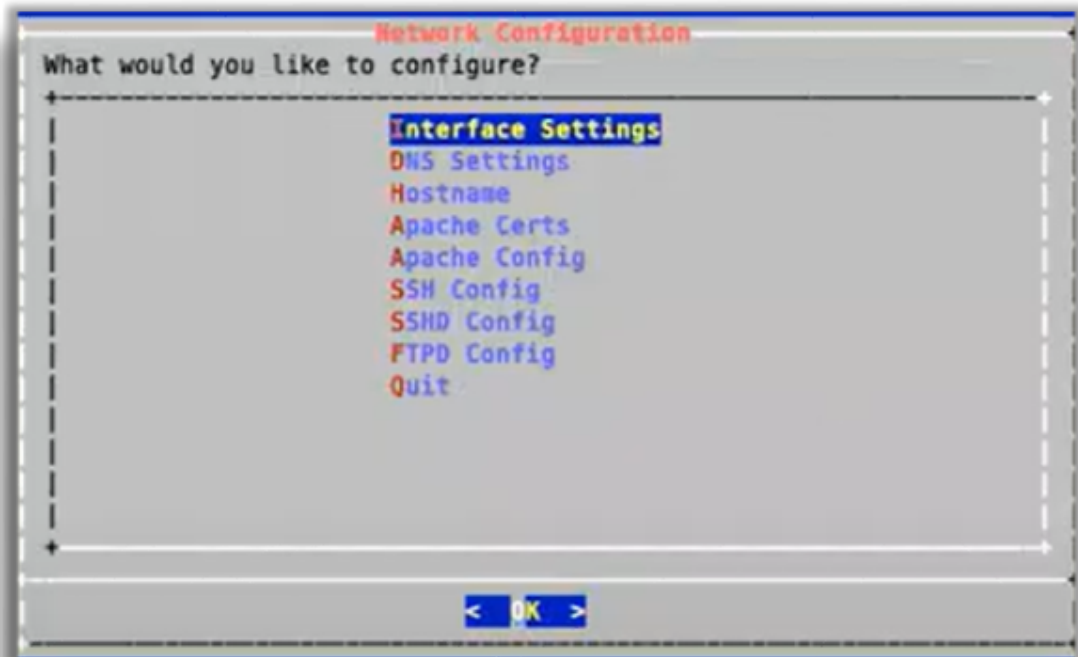 Network Configuration
What would you like to configure?
Interface Settings
DNS Settings
Hostname
Apache Certs
Apache Config
SSH Config
SSHD Config
FTPD Config
Quit
< OK >